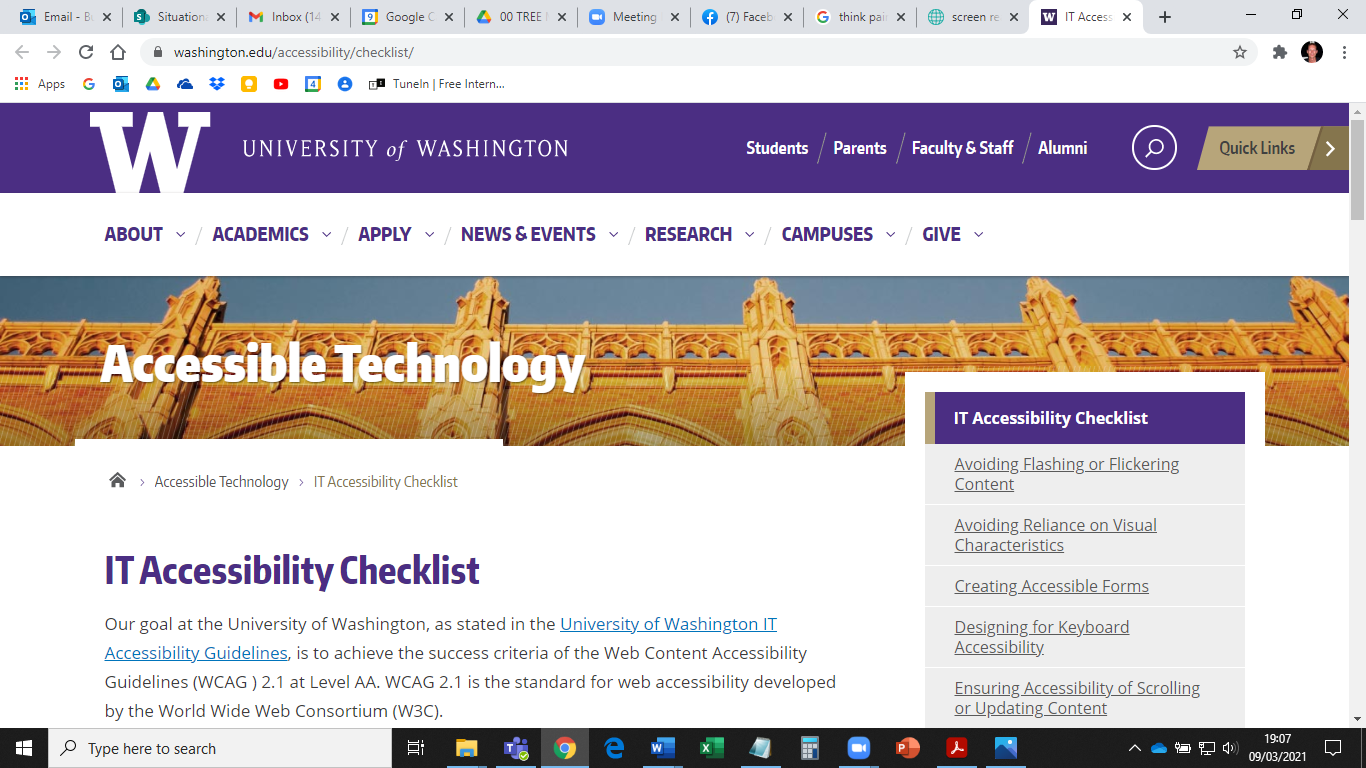 Email - B
Situationa
Inbox (14
Google C
00 TREE M
Meeting
(7) Faceb
think pair
screen re
IT Access
washington.edu/accessibility/checklist/
Apps
TuneIn | Free Intern...
W
UNIVERSITY of WASHINGTON
Students
Parents
Faculty & Staff
Alumni
Quick Links
ABOUT
ACADEMICS
APPLY
NEWS & EVENTS
RESEARCH
CAMPUSES
GIVE
Accessible Technology
Accessible Technology > IT Accessibility Checklist
IT Accessibility Checklist
Our goal at the University of Washington, as stated in the University of Washington IT
Accessibility Guidelines, is to achieve the success criteria of the Web Content Accessibility
Guidelines (WCAG ) 2.1 at Level AA. WCAG 2.1 is the standard for web accessibility developed
by the World Wide Web Consortium (W3C).
IT Accessibility Checklist
Avoiding Flashing or Flickering
Content
Avoiding Reliance on Visual
Characteristics
Creating Accessible Forms
Designing for Keyboard
Accessibility
Ensuring Accessibility of Scrolling
or Updating Content
Type here to search
19:07
09/03/2021